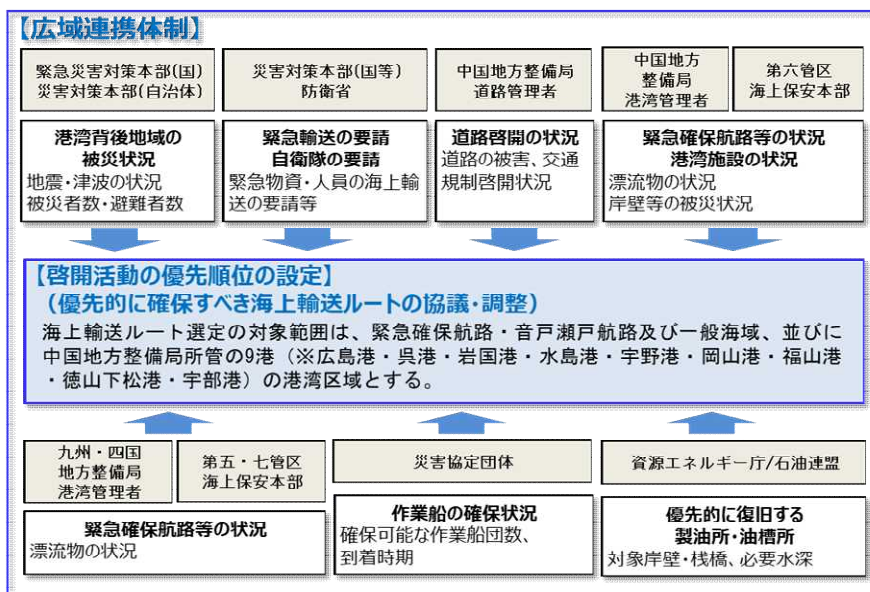 【広域連携体制】
緊急災害対策本部(国)
災害対策本部(自治体)
災害対策本部(国等)
防衛省
中国地方整備局
道路管理者
中国地方
整備局
港湾管理者
第六管区
海上保安本部
港湾背後地域の
被災状況
地震・津波の状況
被災者数・避難者数
緊急輸送の要請
自衛隊の要請
緊急物資・人員の海上輸
送の要請等
道路啓開の状況
道路の被害、交通
規制啓開状況
緊急確保航路等の状況
港湾施設の状況
漂流物の状況
岸壁等の被災状況
【啓開活動の優先順位の設定】
（優先的に確保すべき海上輸送ルートの協議・調整）
海上輸送ルート選定の対象範囲は、緊急確保航路・音戸瀬戸航路及び一般海域、並びに
中国地方整備局所管の9港（※広島港・呉港・岩国港・水島港・宇野港・岡山港・福山港
・徳山下松港・宇部港）の港湾区域とする。
九州・四国
地方整備局
港湾管理者
第五・七管区
海上保安本部
災害協定団体
資源エネルギー庁/石油連盟
緊急確保航路等の状況
漂流物の状況
作業船の確保状況
確保可能な作業船団数、
到着時期
優先的に復旧する
製油所・油槽所
対象岸壁・桟橋、必要水深